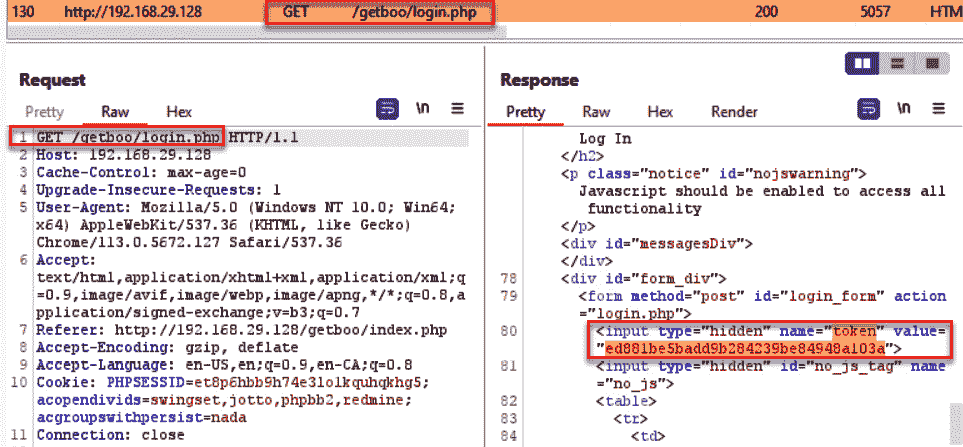 130 http://192.168.29.128 GET /getboo/login.php 200 5057 HTM
Request
Pretty Raw Hex
\n
1 GET /getboo/login.php HTTP/1.1
2 Host: 192.168.29.128
3 Cache-Control: max-age=0
4 Upgrade-Insecure-Requests: 1
5 User-Agent: Mozilla/5.0 (Windows NT 10.0; Win64;
x64) AppleWebKit/537.36 (KHTML, like Gecko)
Chrome/113.0.5672.127 Safari/537.36
6 Accept:
text/html,application/xhtml+xml,application/xml;q
=0.9,image/avif,image/webp,image/apng,*/*;q=0.8,a
pplication/signed-exchange;v=b3;q=0.7
7 Referer: http://192.168.29.128/getboo/index.php
8 Accept-Encoding: gzip, deflate
9 Accept-Language: en-US,en;q=0.9,en-CA;q=0.8
10 Cookie: PHPSESSID=et8p6hbb9h74e3lolkquhqkhg5;
acopendivids=swingset,jotto,phpbb2,redmine;
acgroupswithpersist=nada
11 Connection: close
Response
Pretty Raw Hex Render
\n
Log In
</h2>
<p class="notice" id="nojswarning">
Javascript should be enabled to access all
functionality
</p>
<div id="messagesDiv">
</div>
78 <div id="form_div">
79 <form method="post" id="login_form" action
="login.php">
80 <input type="hidden" name="token" value=
"ed881be5badd9b284239be84948a103a">
81 <input type="hidden" id="no_js_tag" name
="no_js">
82 <table>
83 <tr>
84 <td>